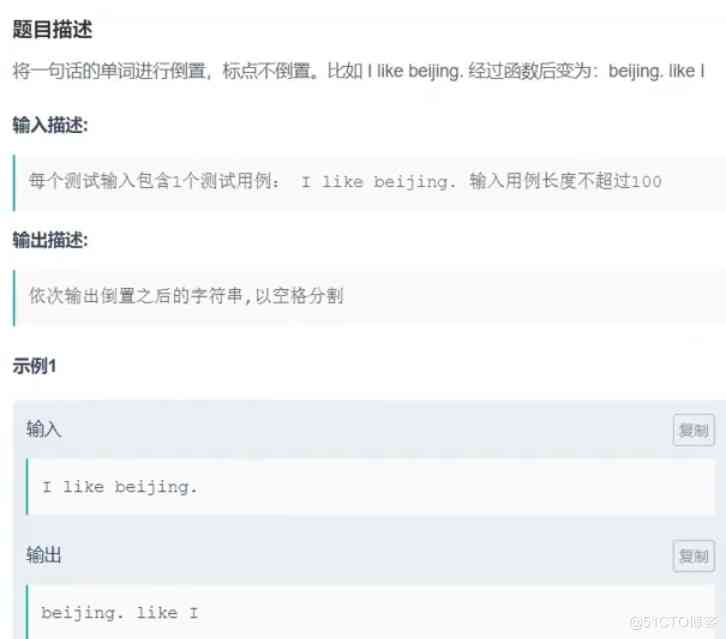 题目描述
将一句话的单词进行倒置，标点不倒置。比如 I like beijing. 经过函数后变为：beijing. like I
输入描述:
每个测试输入包含1个测试用例： I like beijing. 输入用例长度不超过100
输出描述:
依次输出倒置之后的字符串,以空格分割
示例1
输入
复制
I like beijing.
输出
复制
beijing. like I
@51CTO博客